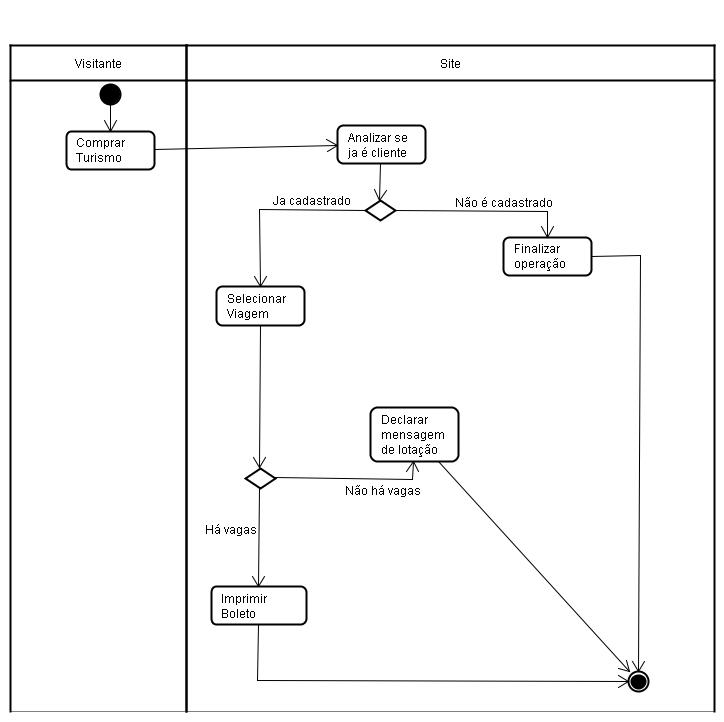 Visitante
Site
Comprar
Turismo
Analizar se
ja é cliente
Ja cadastrado
Não é cadastrado
Finalizar
operação
Selecionar
Viagem
Declarar
mensagem
de lotação
Não há vagas
Há vagas
Imprimir
Boleto